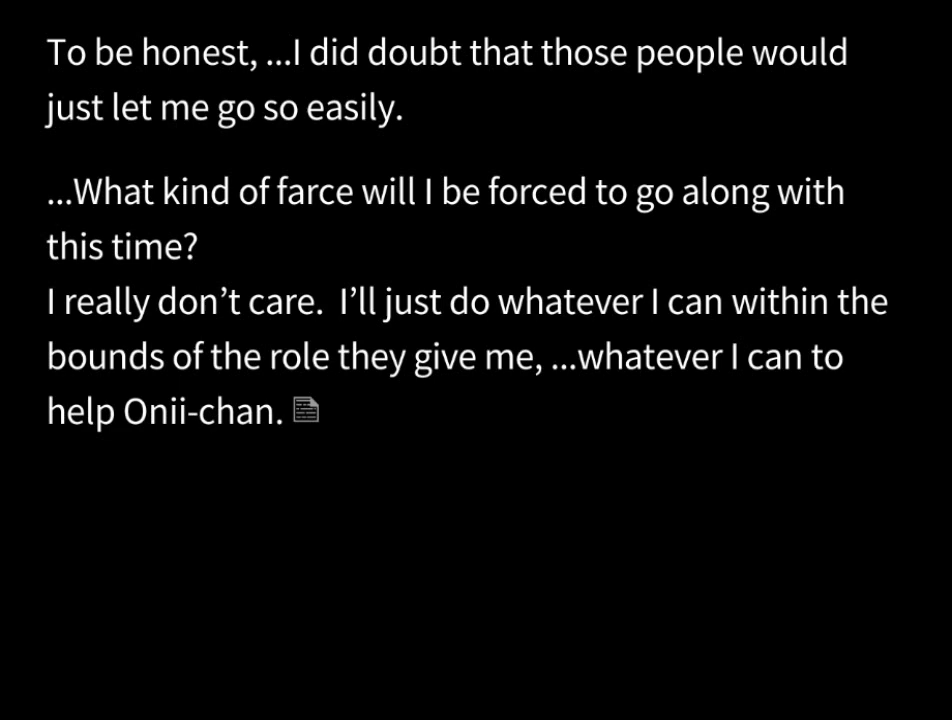 To be honest, ...I did doubt that those people would
just let me go so easily.
...What kind of farce will I be forced to go along with
this time?
I really don’t care.  I’ll just do whatever I can within the
bounds of the role they give me, ...whatever I can to
help Onii-chan.